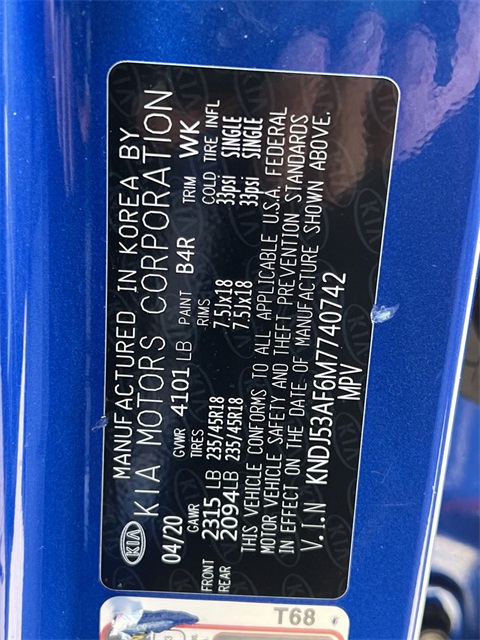 MANUFACTURED IN KOREA BY
KIA KIA MOTORS CORPORATION
04/20 GVWR 4101 LB PAINT B4R TRIM WK
GAWR TIRES RIMS COLD TIRE INFL
FRONT 2315 LB 235/45R18 7.5Jx18 33psi SINGLE
REAR 2094LB 235/45R18 7.5Jx18 33psi SINGLE
THIS VEHICLE CONFORMS TO ALL APPLICABLE U.S.A. FEDERAL
MOTOR VEHICLE SAFETY AND THEFT PREVENTION STANDARDS
IN EFFECT ON THE DATE OF MANUFACTURE SHOWN ABOVE.
V.I.N KNDJ53AF6M7740742
MPV
T68